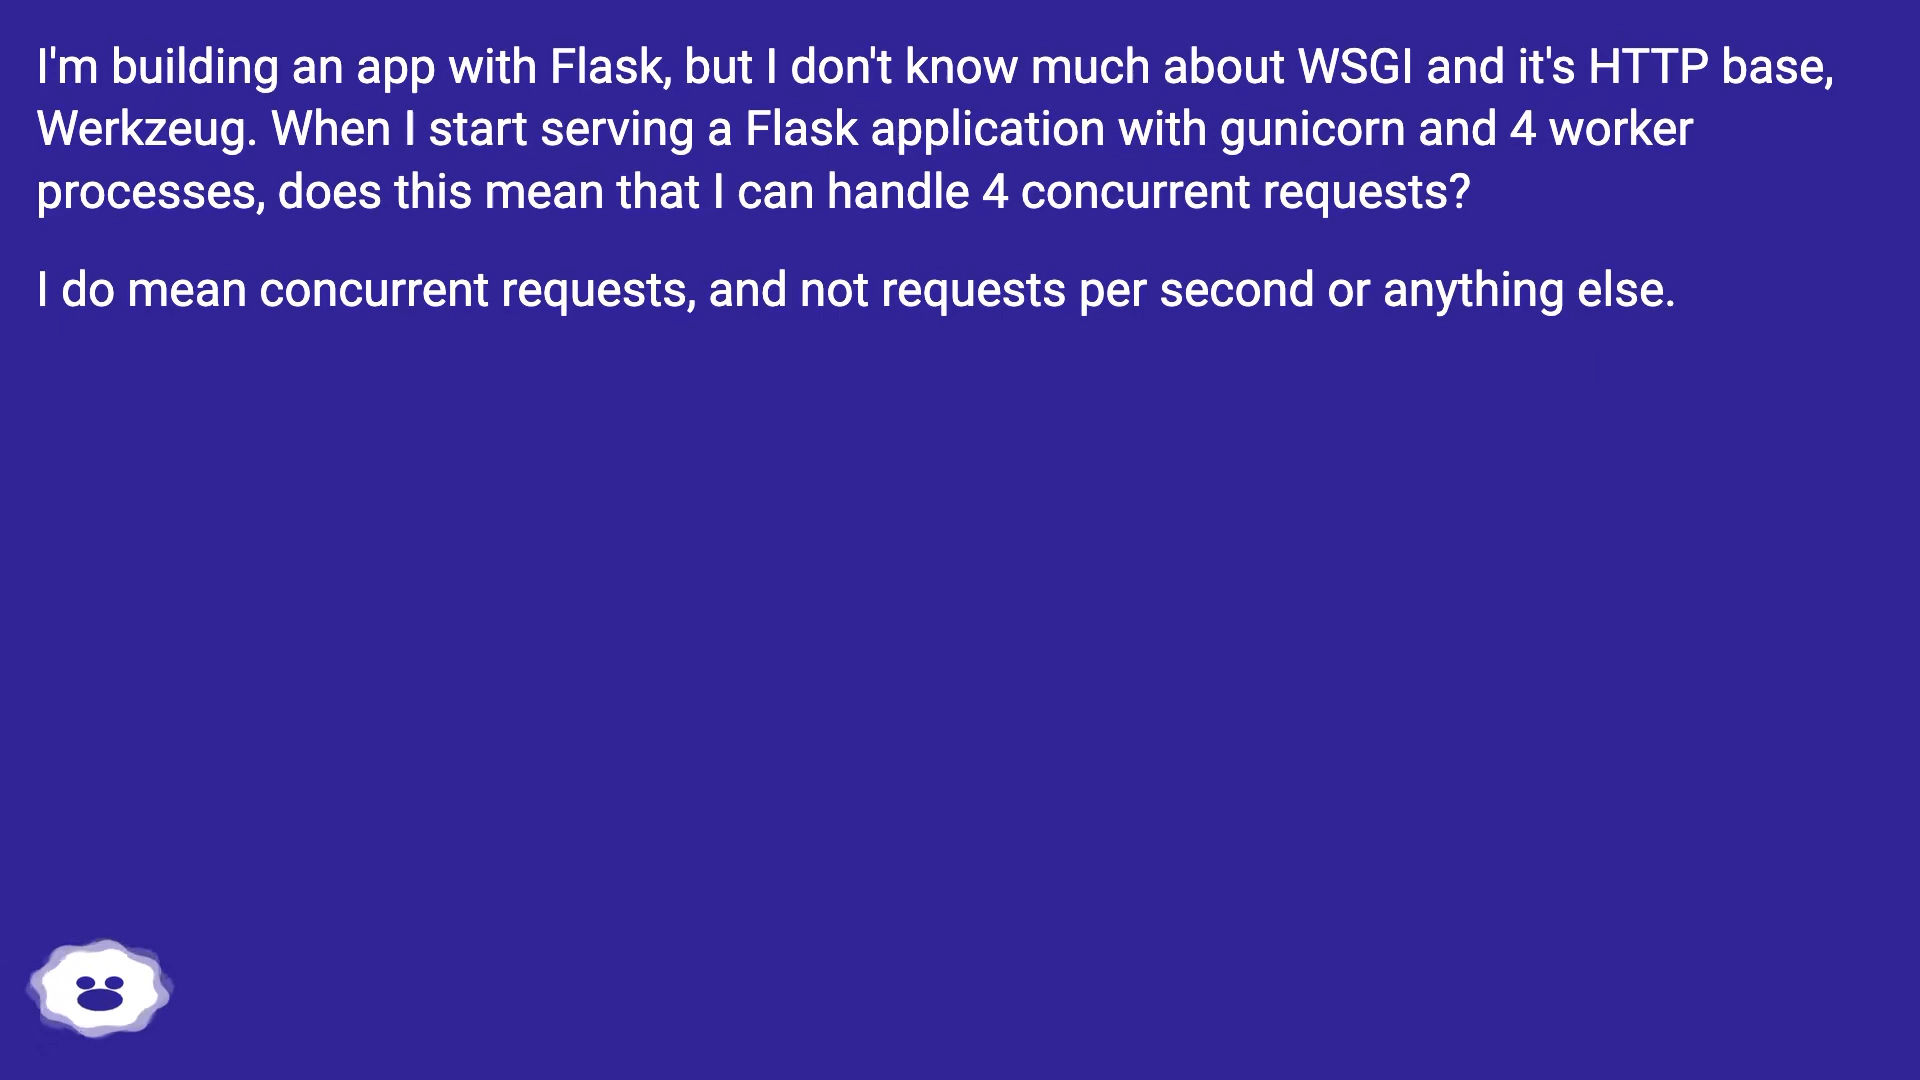 I'm building an app with Flask, but I don't know much about WSGI and it's HTTP base,
Werkzeug. When I start serving a Flask application with gunicorn and 4 worker
processes, does this mean that I can handle 4 concurrent requests?
I do mean concurrent requests, and not requests per second or anything else.